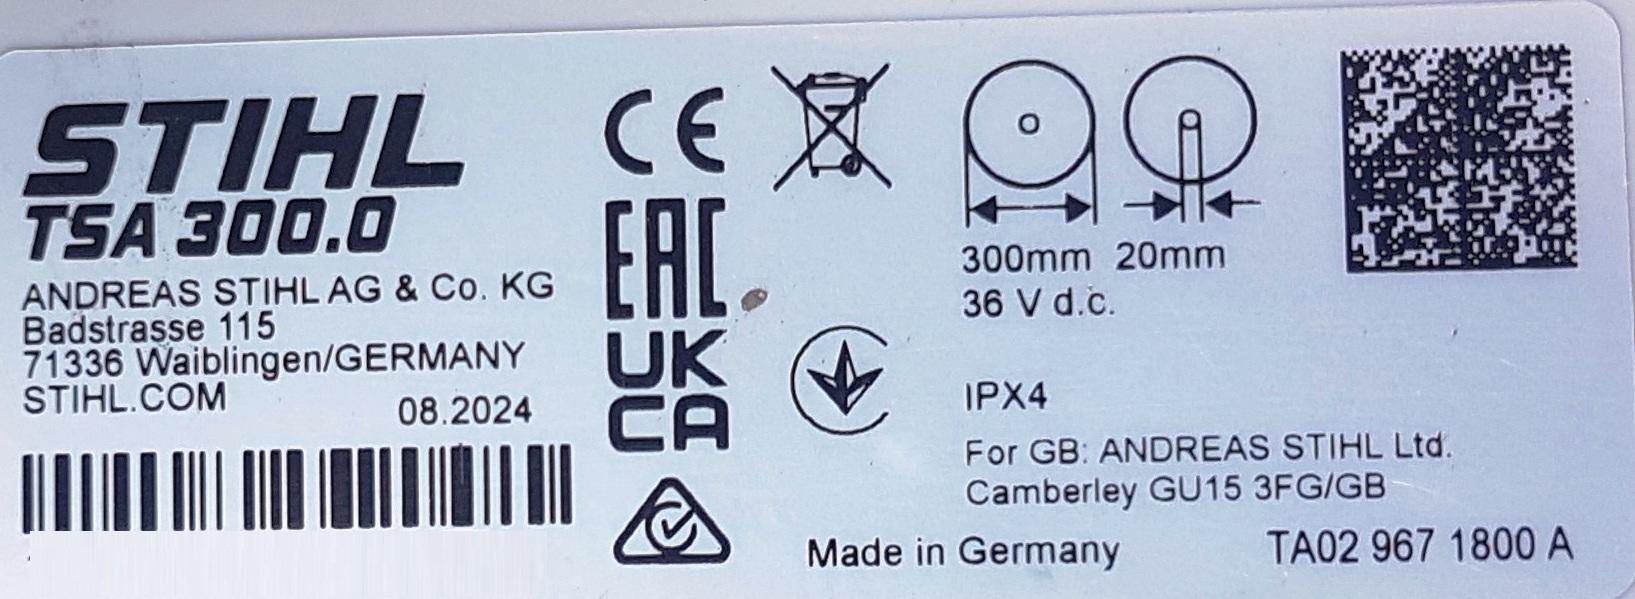 STIHL
TSA 300.0
ANDREAS STIHL AG & Co. KG
Badstrasse 115
71336 Waiblingen/GERMANY
STIHL.COM
08.2024
CE
EAC
UK
CA
300mm 20mm
36 V d.c.
IPX4
For GB: ANDREAS STIHL Ltd.
Camberley GU15 3FG/GB
Made in Germany
TA02 967 1800 A